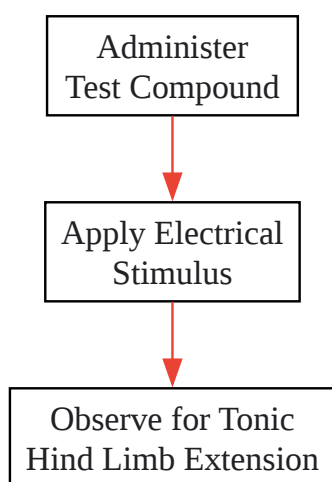 Administer
Test Compound
Apply Electrical
Stimulus
Observe for Tonic
Hind Limb Extension